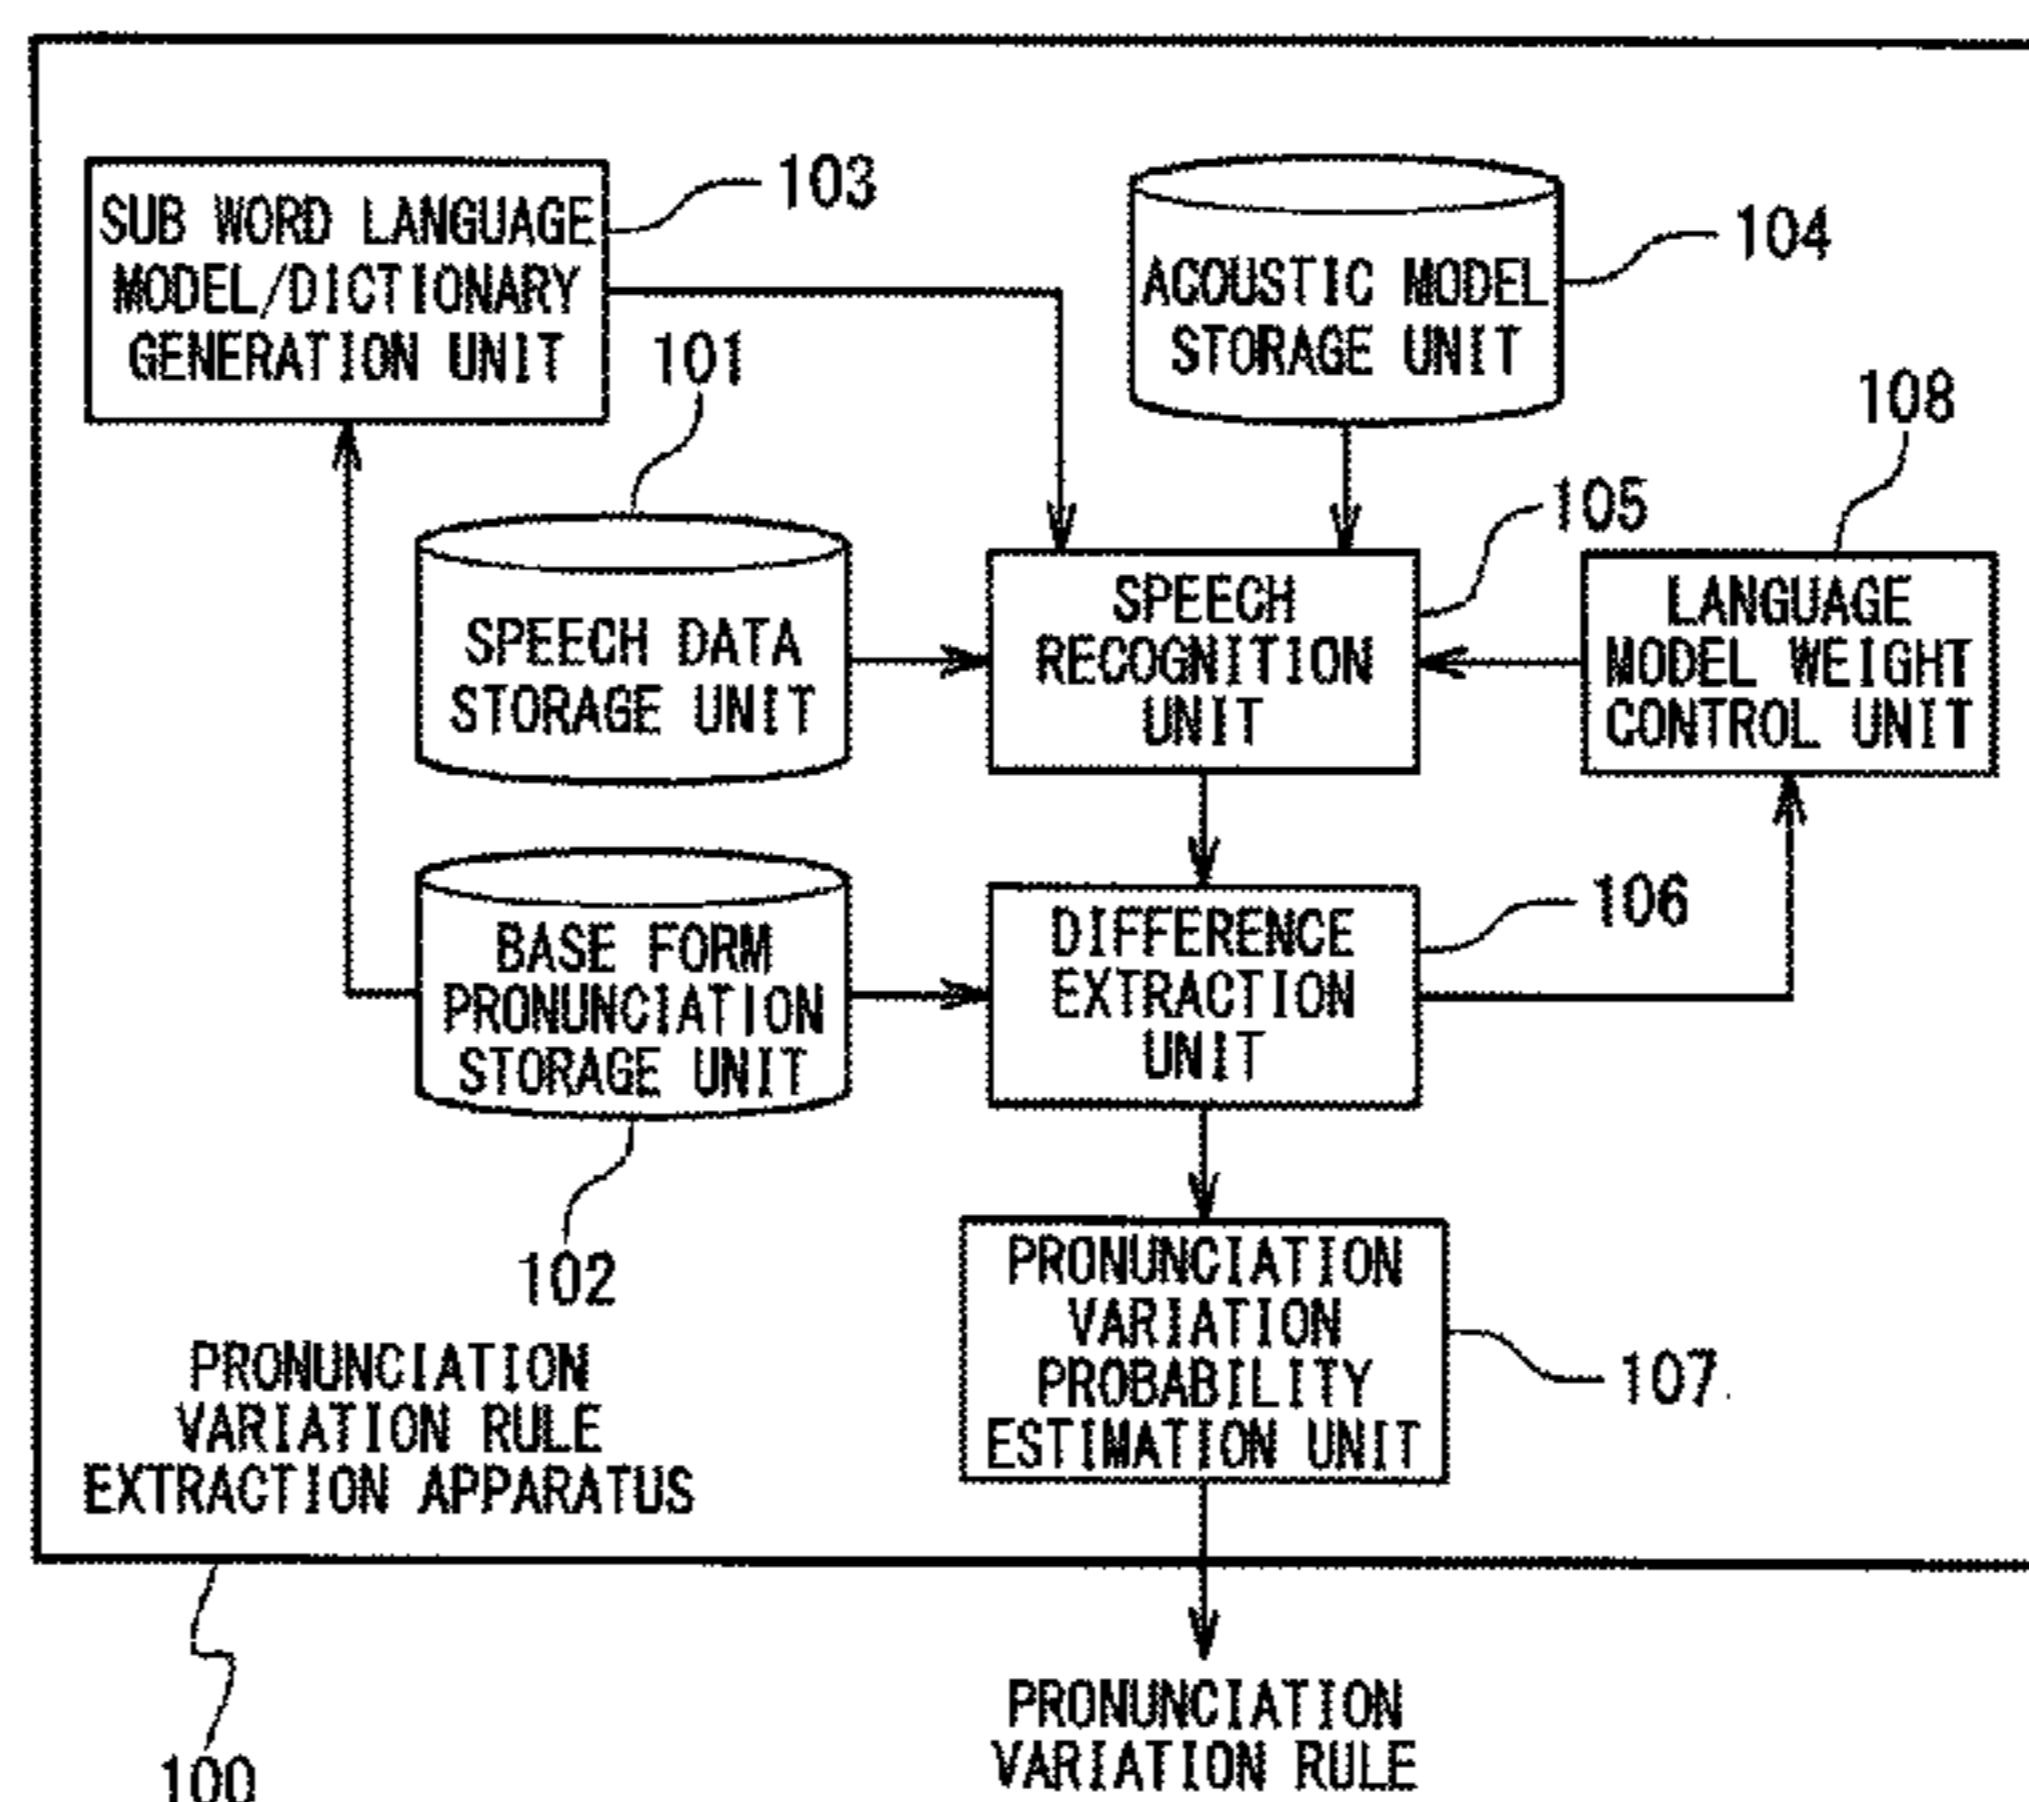 SUB WORD LANGUAGE
MODEL/DICTIONARY
GENERATION UNIT
103
ACOUSTIC MODEL
STORAGE UNIT
104
101
108
SPEECH DATA
STORAGE UNIT
SPEECH
RECOGNITION
UNIT
105
LANGUAGE
MODEL WEIGHT
CONTROL UNIT
BASE FORM
PRONUNCIATION
STORAGE UNIT
102
DIFFERENCE
EXTRACTION
UNIT
106
PRONUNCIATION
VARIATION
PROBABILITY
ESTIMATION UNIT
107
PRONUNCIATION
VARIATION RULE
EXTRACTION APPARATUS
100
PRONUNCIATION
VARIATION RULE